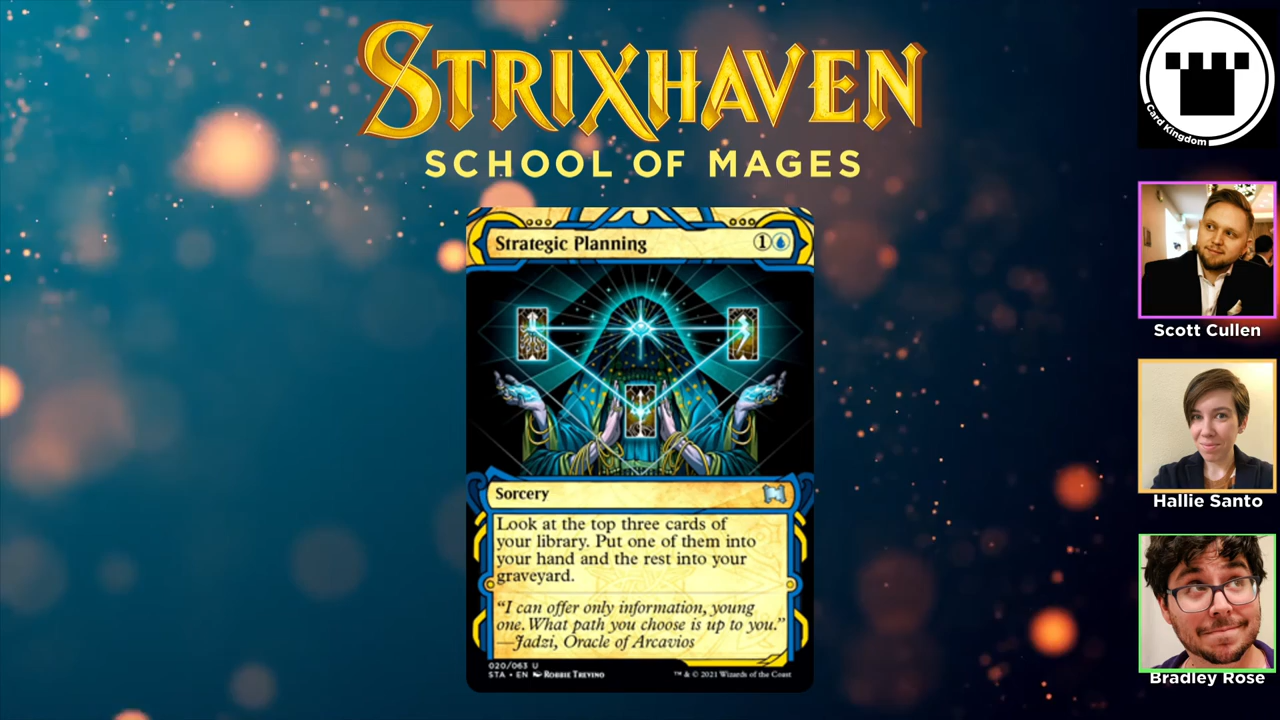 STRIXHAVEN
SCHOOL OF MAGES
Card Kingdom
Strategic Planning 1
Sorcery
Look at the top three cards of
your library. Put one of them into
your hand and the rest into your
graveyard.
“I can offer only information, young
one. What path you choose is up to you.”
—Jadzi, Oracle of Arcavios
020/063 U
STA • EN Robbie Trevino
™ & © 2021 Wizards of the Coast
Scott Cullen
Hallie Santo
Bradley Rose